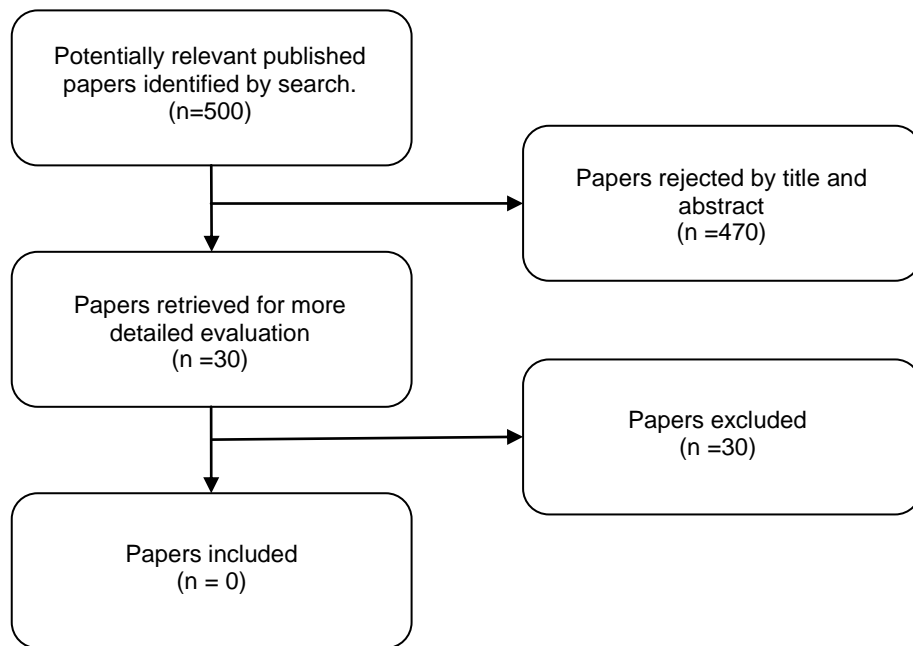 Potentially relevant published
papers identified by search.
(n=500)
Papers rejected by title and
abstract
(n =470)
Papers retrieved for more
detailed evaluation
(n =30)
Papers excluded
(n =30)
Papers included
(n = 0)